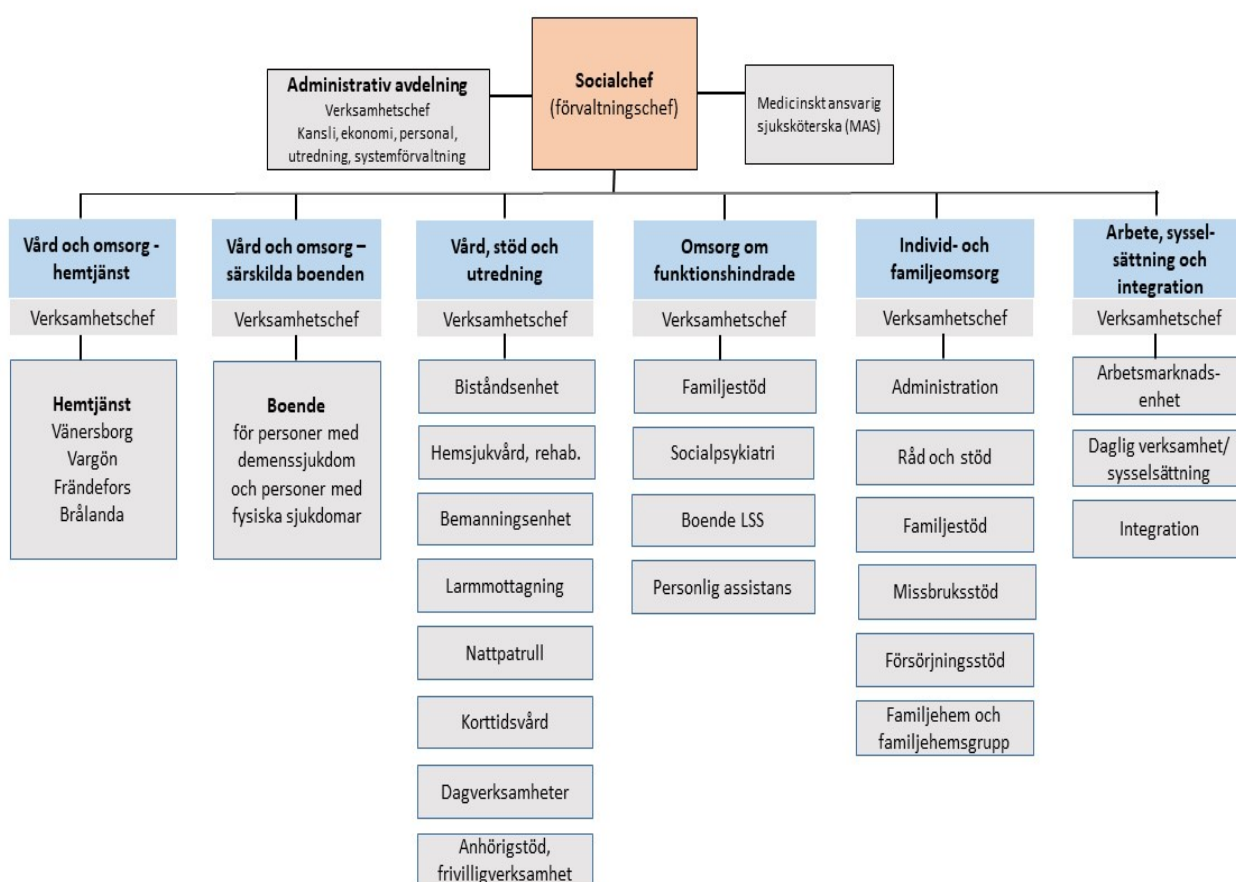 Administrativ avdelning
Verksamhetschef
Kansli, ekonomi, personal,
utredning, systemförvaltning
Socialchef
(förvaltningschef)
Medicinskt ansvarig
sjuksköterska (MAS)
Vård och omsorg -
hemtjänst
Verksamhetschef
Hemtjänst
Vänersborg
Vargön
Frändefors
Brålanda
Vård och omsorg –
särskilda boenden
Verksamhetschef
Boende
för personer med
demenssjukdom
och personer med
fysiska sjukdomar
Vård, stöd och
utredning
Verksamhetschef
Biståndsenhet
Hemsjukvård, rehab.
Bemanningsenhet
Larmmottagning
Nattpatrull
Korttidsvård
Dagverksamheter
Anhörigstöd,
frivilligverksamhet
Omsorg om
funktionshindrade
Verksamhetschef
Familjestöd
Socialpsykiatri
Boende LSS
Personlig assistans
Individ- och
familjeomsorg
Verksamhetschef
Administration
Råd och stöd
Familjestöd
Missbruksstöd
Försörjningsstöd
Familjehem och
familjehemsgrupp
Arbete, syssel-
sättning och
integration
Verksamhetschef
Arbetsmarknads-
enhet
Daglig verksamhet/
sysselsättning
Integration